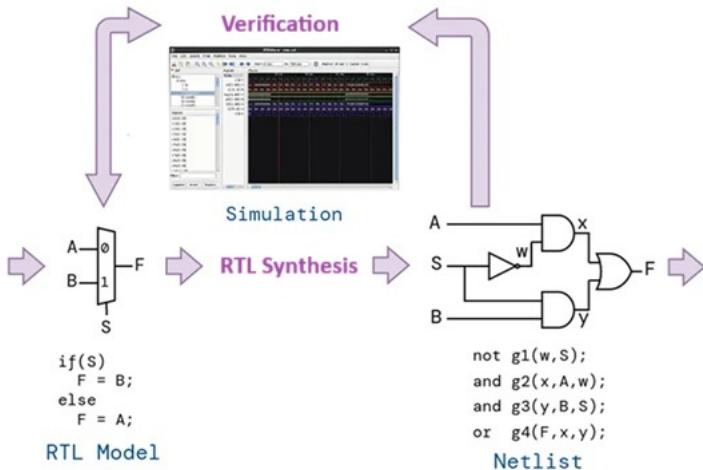 Verification
Simulation
A
0
B
1
F
S
RTL Synthesis
A
x
w
S
F
B
y
if(S)
F = B;
else
F = A;
RTL Model
not g1(w,S);
and g2(x,A,w);
and g3(y,B,S);
or g4(F,x,y);
Netlist